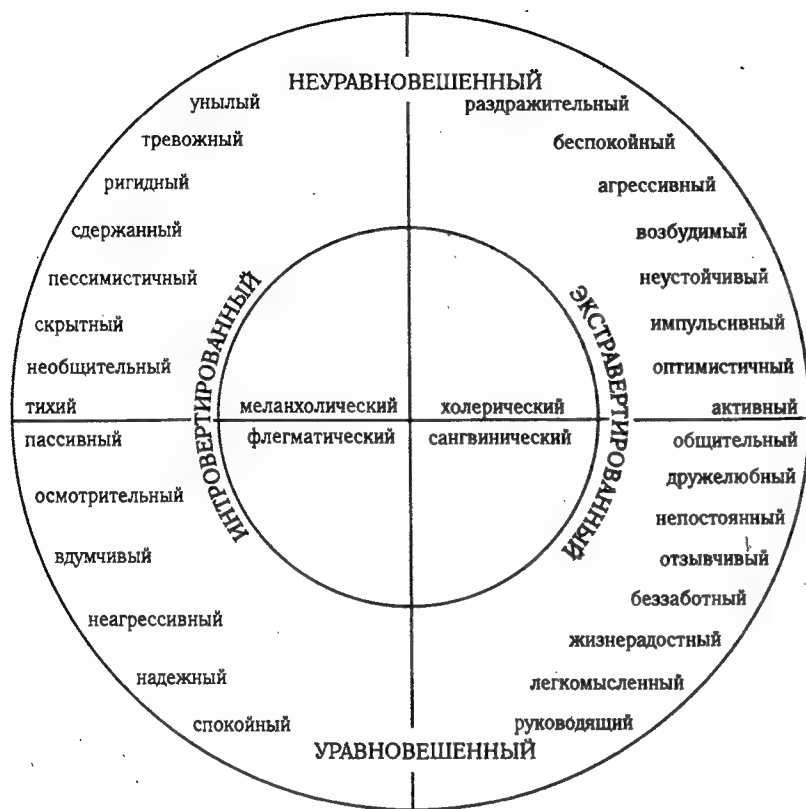 НЕУРАВНОВЕШЕННЫЙ
унылый
раздражительный
тревожный
беспокойный
ригидный
агрессивный
сдержанный
возбудимый
пессимистичный
неустойчивый
скрытный
импульсивный
необщительный
оптимистичный
тихий
активный
ИНТРОВЕРТИРОВАННЫЙ
ЭКСТРАВЕРТИРОВАННЫЙ
меланхолический
холерический
флегматический
сангвинический
пассивный
общительный
дружелюбный
осмотрительный
непостоянный
вдумчивый
отзывчивый
беззаботный
неагрессивный
жизнерадостный
надежный
легкомысленный
спокойный
руководящий
УРАВНОВЕШЕННЫЙ